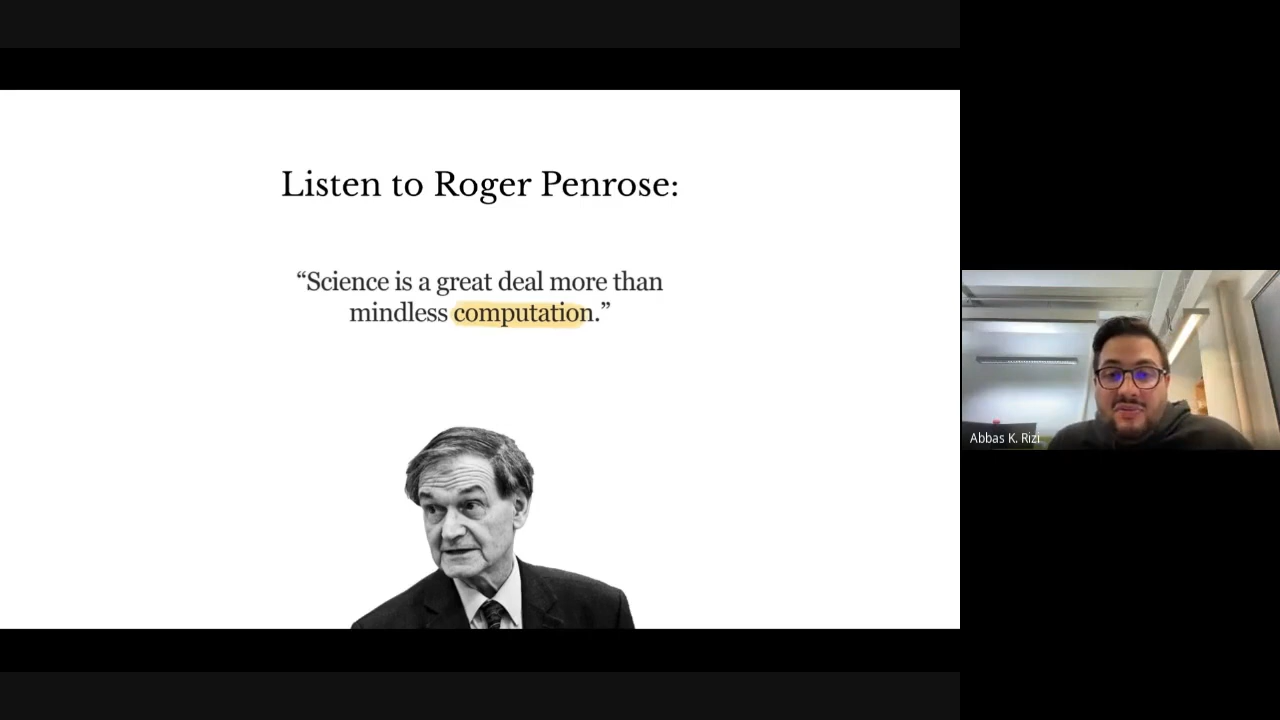 Listen to Roger Penrose:
“Science is a great deal more than
mindless computation.”
Abbas K. Rizi